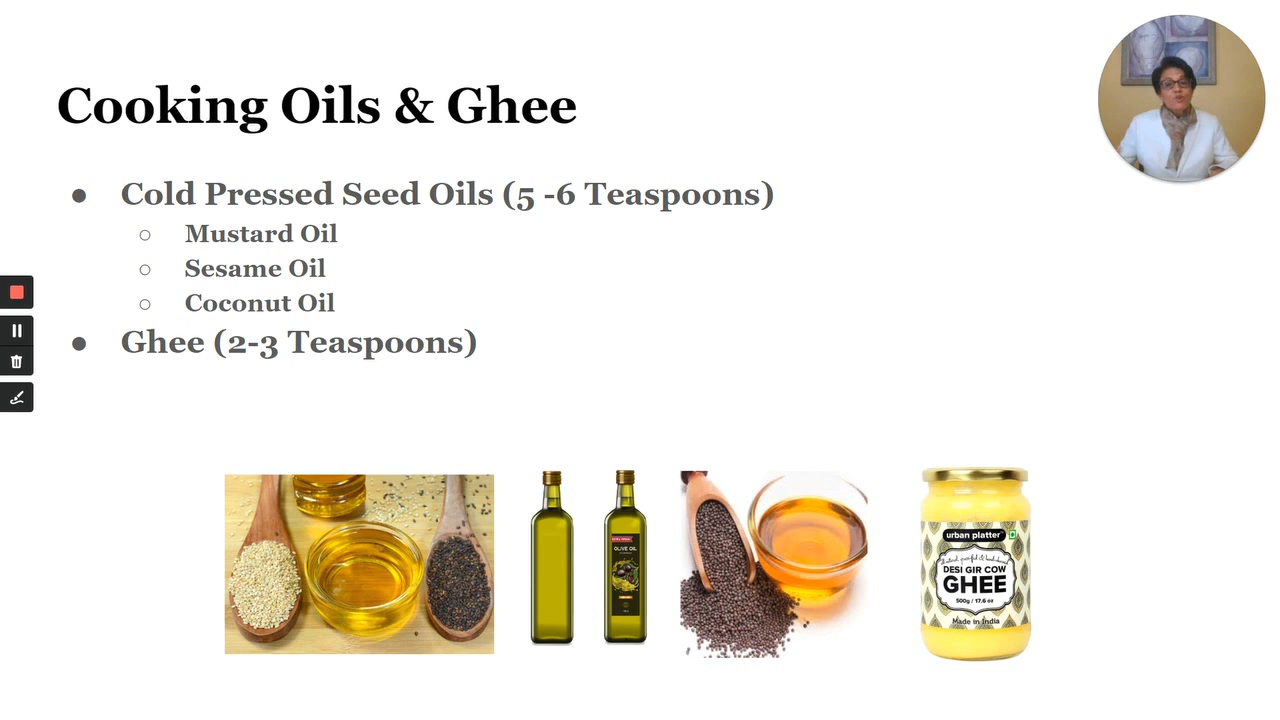 Cooking Oils & Ghee
● Cold Pressed Seed Oils (5 -6 Teaspoons)
○ Mustard Oil
○ Sesame Oil
○ Coconut Oil
● Ghee (2-3 Teaspoons)
OLIVE OIL
urban platter
DESI GIR COW
GHEE
500g / 17.6 oz
Made in India